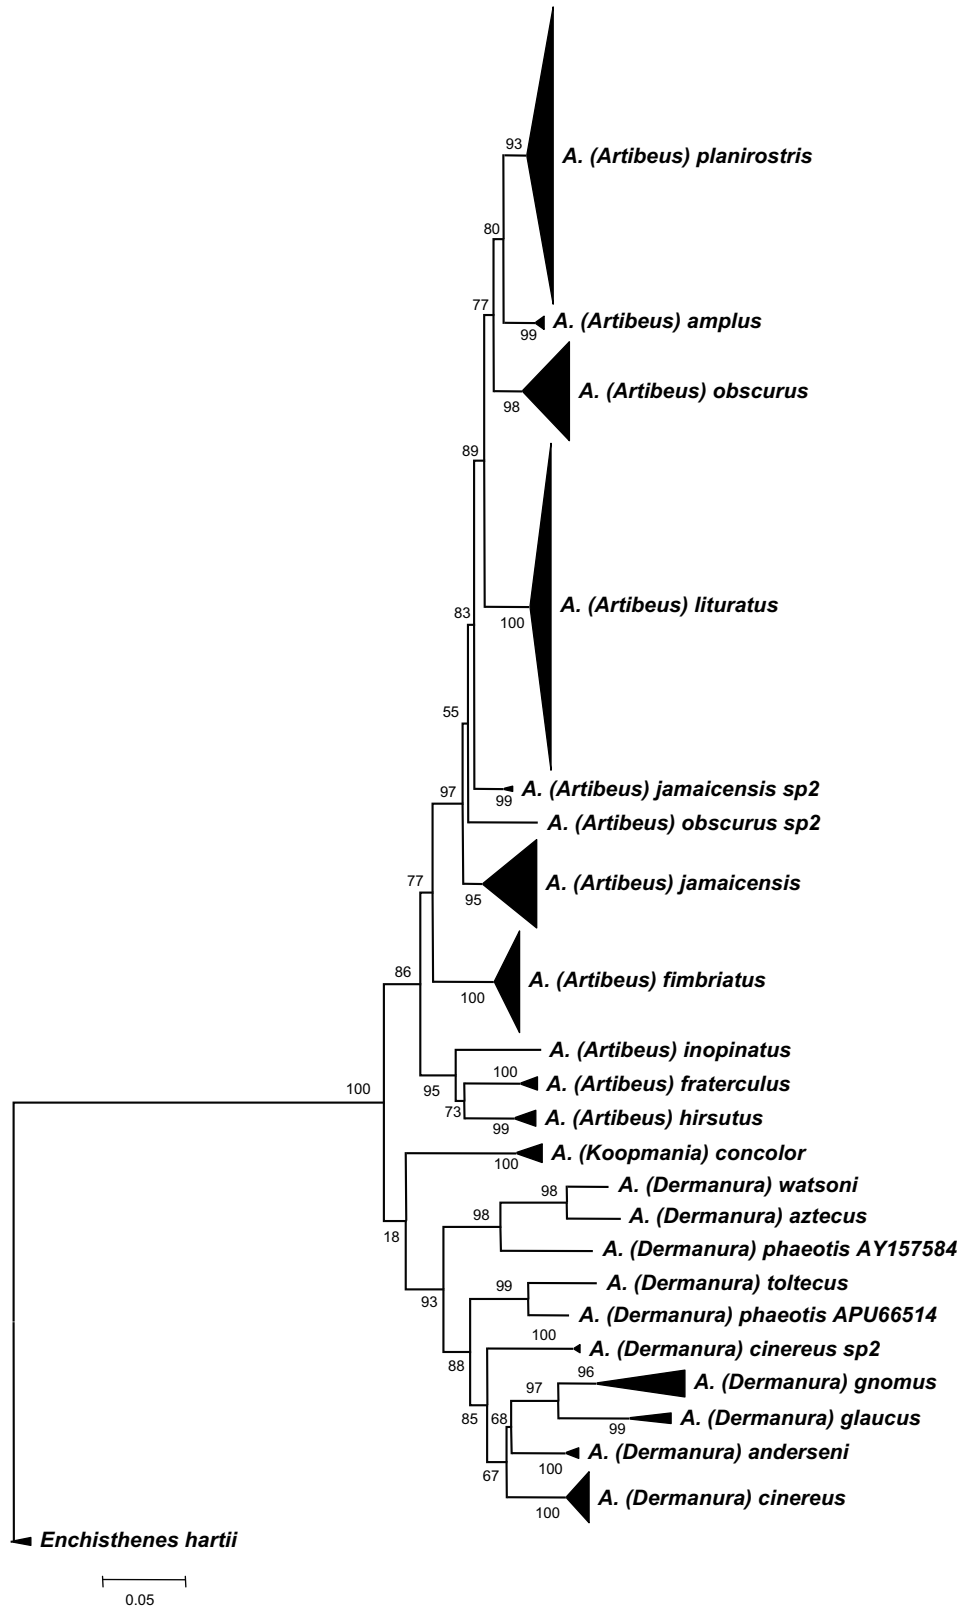 93
A. (Artibeus) planirostris
80
77
A. (Artibeus) amplus
99
A. (Artibeus) obscurus
98
89
A. (Artibeus) lituratus
83
100
55
A. (Artibeus) jamaicensis sp2
97
99
A. (Artibeus) obscurus sp2
77
A. (Artibeus) jamaicensis
95
86
A. (Artibeus) fimbriatus
100
A. (Artibeus) inopinatus
100
A. (Artibeus) fraterculus
100
95
73
A. (Artibeus) hirsutus
99
A. (Koopmania) concolor
100
A. (Dermanura) watsoni
98
98
A. (Dermanura) aztecus
18
A. (Dermanura) phaeotis AY157584
99
A. (Dermanura) toltecus
93
A. (Dermanura) phaeotis APU66514
100
A. (Dermanura) cinereus sp2
88
96
97
A. (Dermanura) gnomus
85
68
A. (Dermanura) glaucus
99
A. (Dermanura) anderseni
100
67
A. (Dermanura) cinereus
100
Enchisthenes hartii
0.05